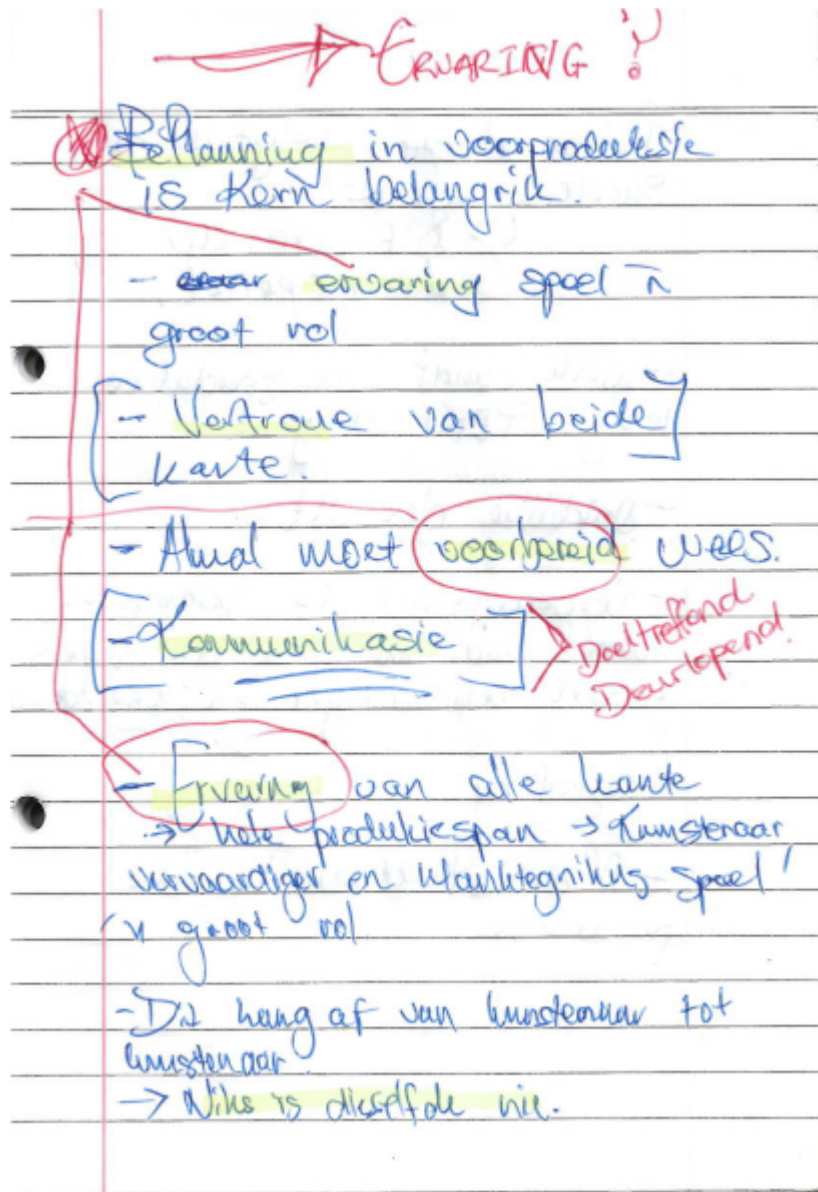 ERVARING ?
Beplanning in voorproduksie
is Kern belangrik.
- ervaring speel 'n
groot rol
- Vertroue van beide
kante.
- Almal moet voorbereid wees.
- Kommunikasie
Doeltreffend
Deurlopend!
- Ervaring van alle kante
→ hele produkiespan → Kunstenaar
vervaardiger en klanktegnikus speel
'n groot rol.
- Dit hang af van kunstenaar tot
kunstenaar.
→ Niks is dieselfde nie.